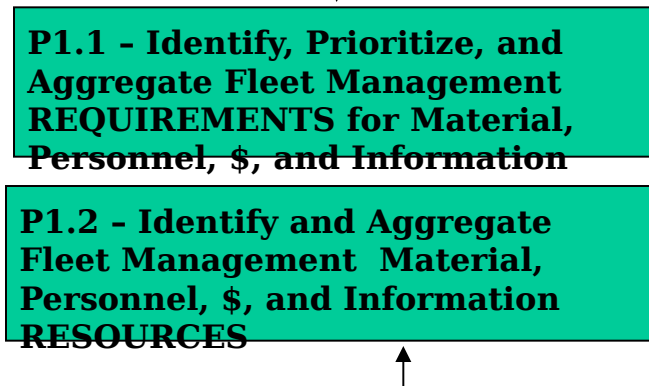 P1.1 – Identify, Prioritize, and
Aggregate Fleet Management
REQUIREMENTS for Material,
Personnel, $, and Information
P1.2 – Identify and Aggregate
Fleet Management  Material,
Personnel, $, and Information
RESOURCES